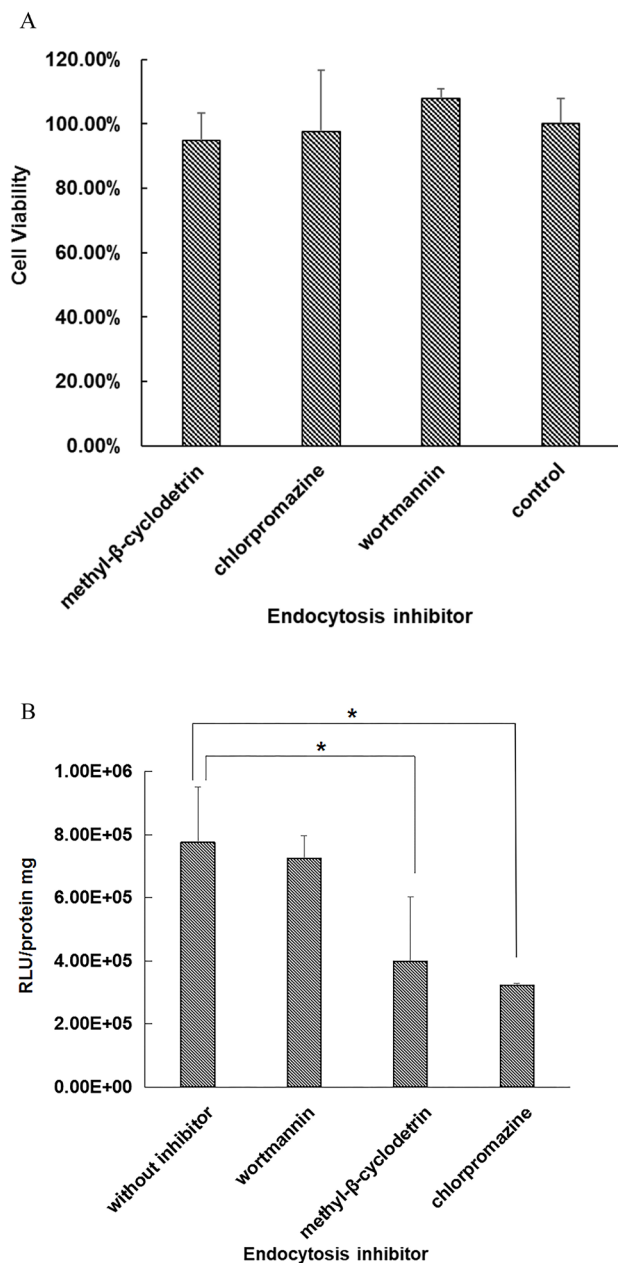 A
120.00%
100.00%
80.00%
60.00%
40.00%
20.00%
0.00%
Cell Viability
methyl-β-cyclodetrin
chlorpromazine
wortmannin
control
Endocytosis inhibitor
B
*
*
1.00E+06
8.00E+05
6.00E+05
4.00E+05
2.00E+05
0.00E+00
RLU/protein mg
without inhibitor
wortmannin
methyl-β-cyclodetrin
chlorpromazine
Endocytosis inhibitor